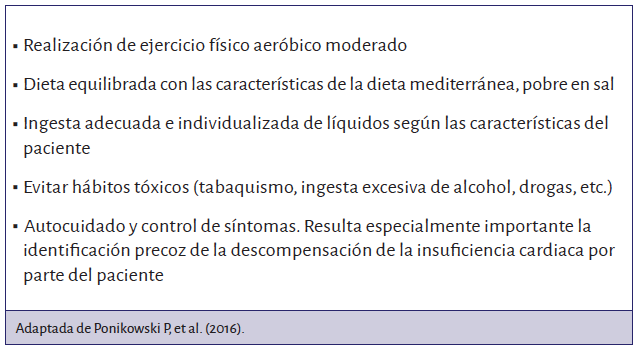 ▪ Realización de ejercicio físico aeróbico moderado
▪ Dieta equilibrada con las características de la dieta mediterránea, pobre en sal
▪ Ingesta adecuada e individualizada de líquidos según las características del
paciente
▪ Evitar hábitos tóxicos (tabaquismo, ingesta excesiva de alcohol, drogas, etc.)
▪ Autocuidado y control de síntomas. Resulta especialmente importante la
identificación precoz de la descompensación de la insuficiencia cardiaca por
parte del paciente
Adaptada de Ponikowski P, et al. (2016).